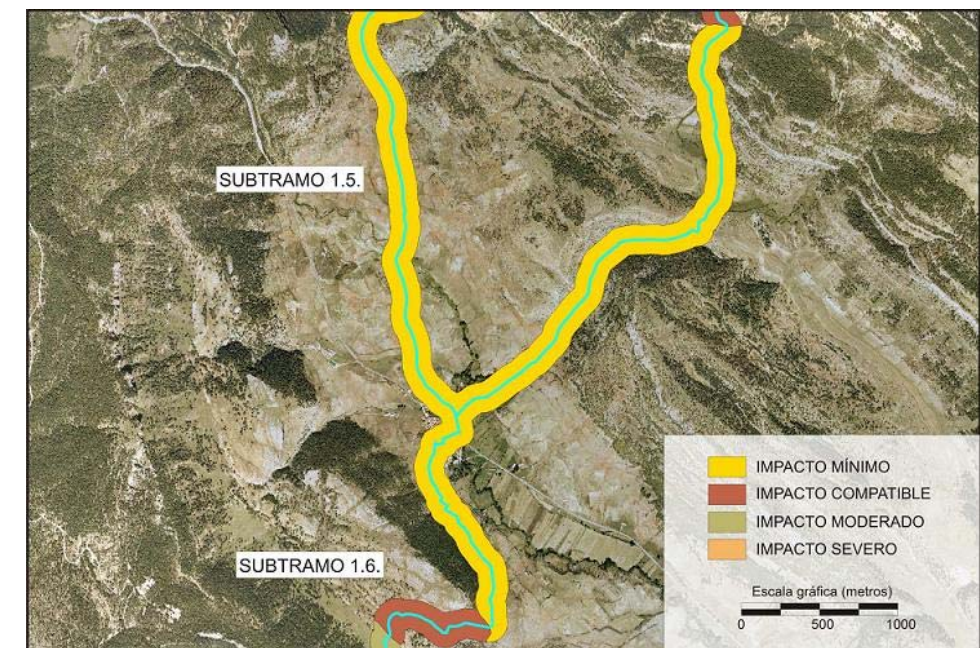 SUBTRAMO 1.5.
SUBTRAMO 1.6.
IMPACTO MÍNIMO
IMPACTO COMPATIBLE
IMPACTO MODERADO
IMPACTO SEVERO
Escala gráfica (metros)
0 500 1000